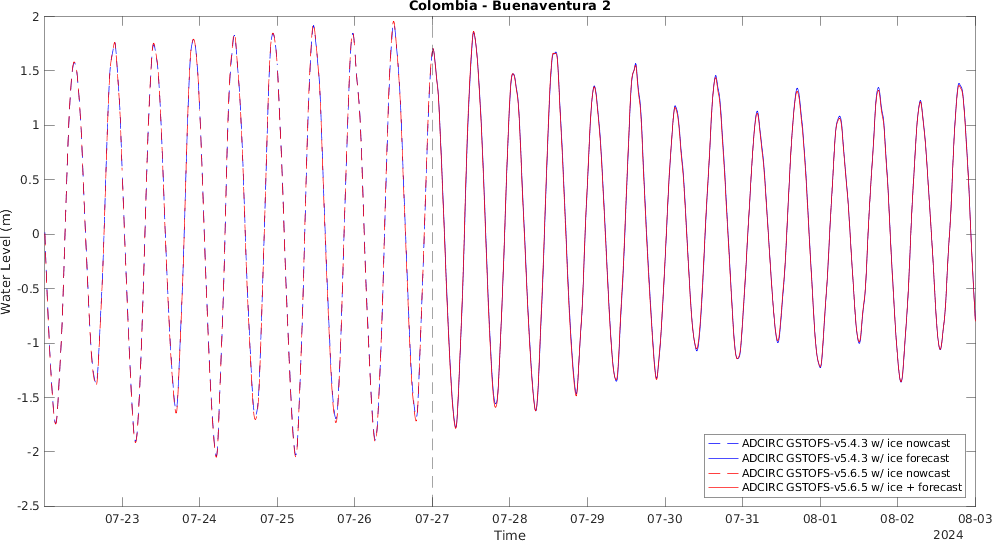 Colombia - Buenaventura 2
Water Level (m)
2
1.5
1
0.5
0
-0.5
-1
-1.5
-2
-2.5
ADCIRC GSTOFS-v5.4.3 w/ ice nowcast
ADCIRC GSTOFS-v5.4.3 w/ ice forecast
ADCIRC GSTOFS-v5.6.5 w/ ice nowcast
ADCIRC GSTOFS-v5.6.5 w/ ice + forecast
07-23 07-24 07-25 07-26 07-27 07-28 07-29 07-30 07-31 08-01 08-02 08-03
Time
2024